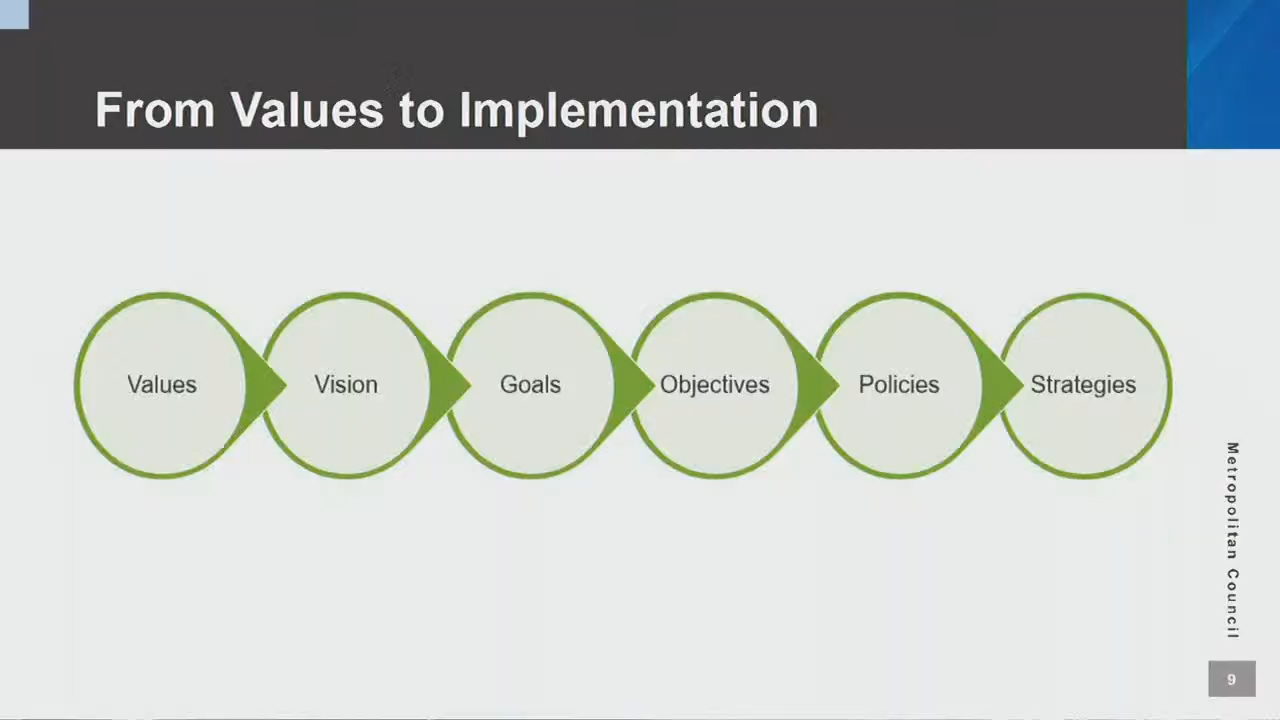 From Values to Implementation
Values
Vision
Goals
Objectives
Policies
Strategies
Metropolitan Council
9